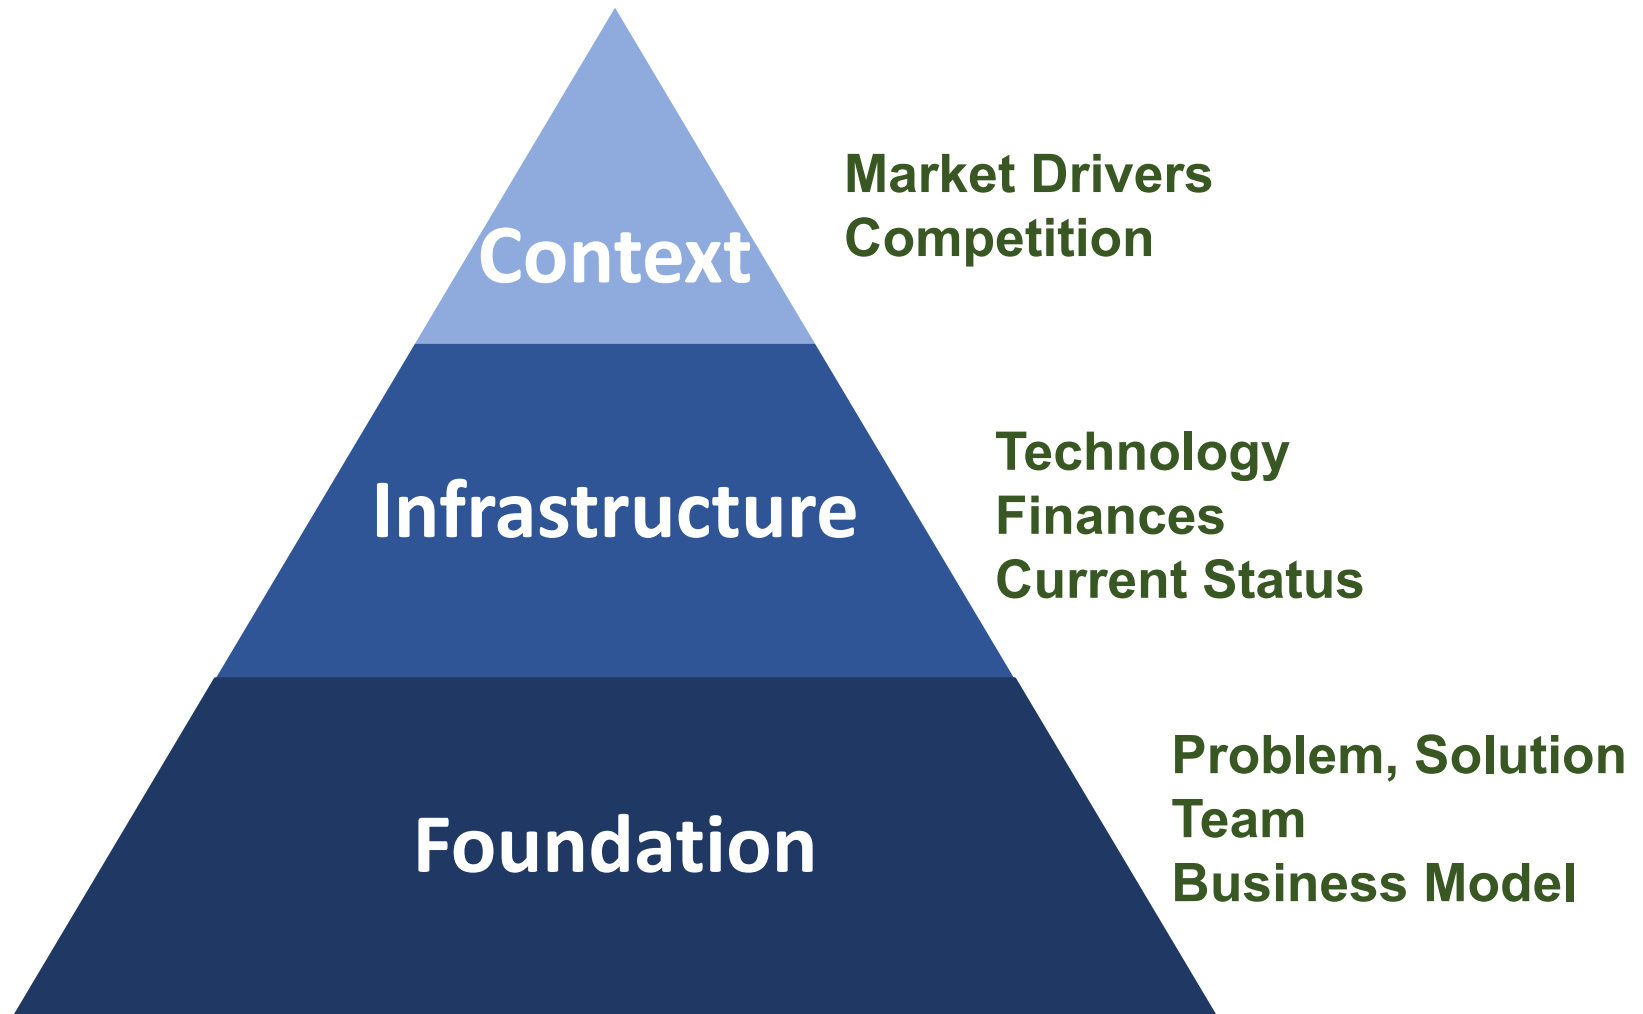 Context
Market Drivers
Competition
Infrastructure
Technology
Finances
Current Status
Foundation
Problem, Solution
Team
Business Model